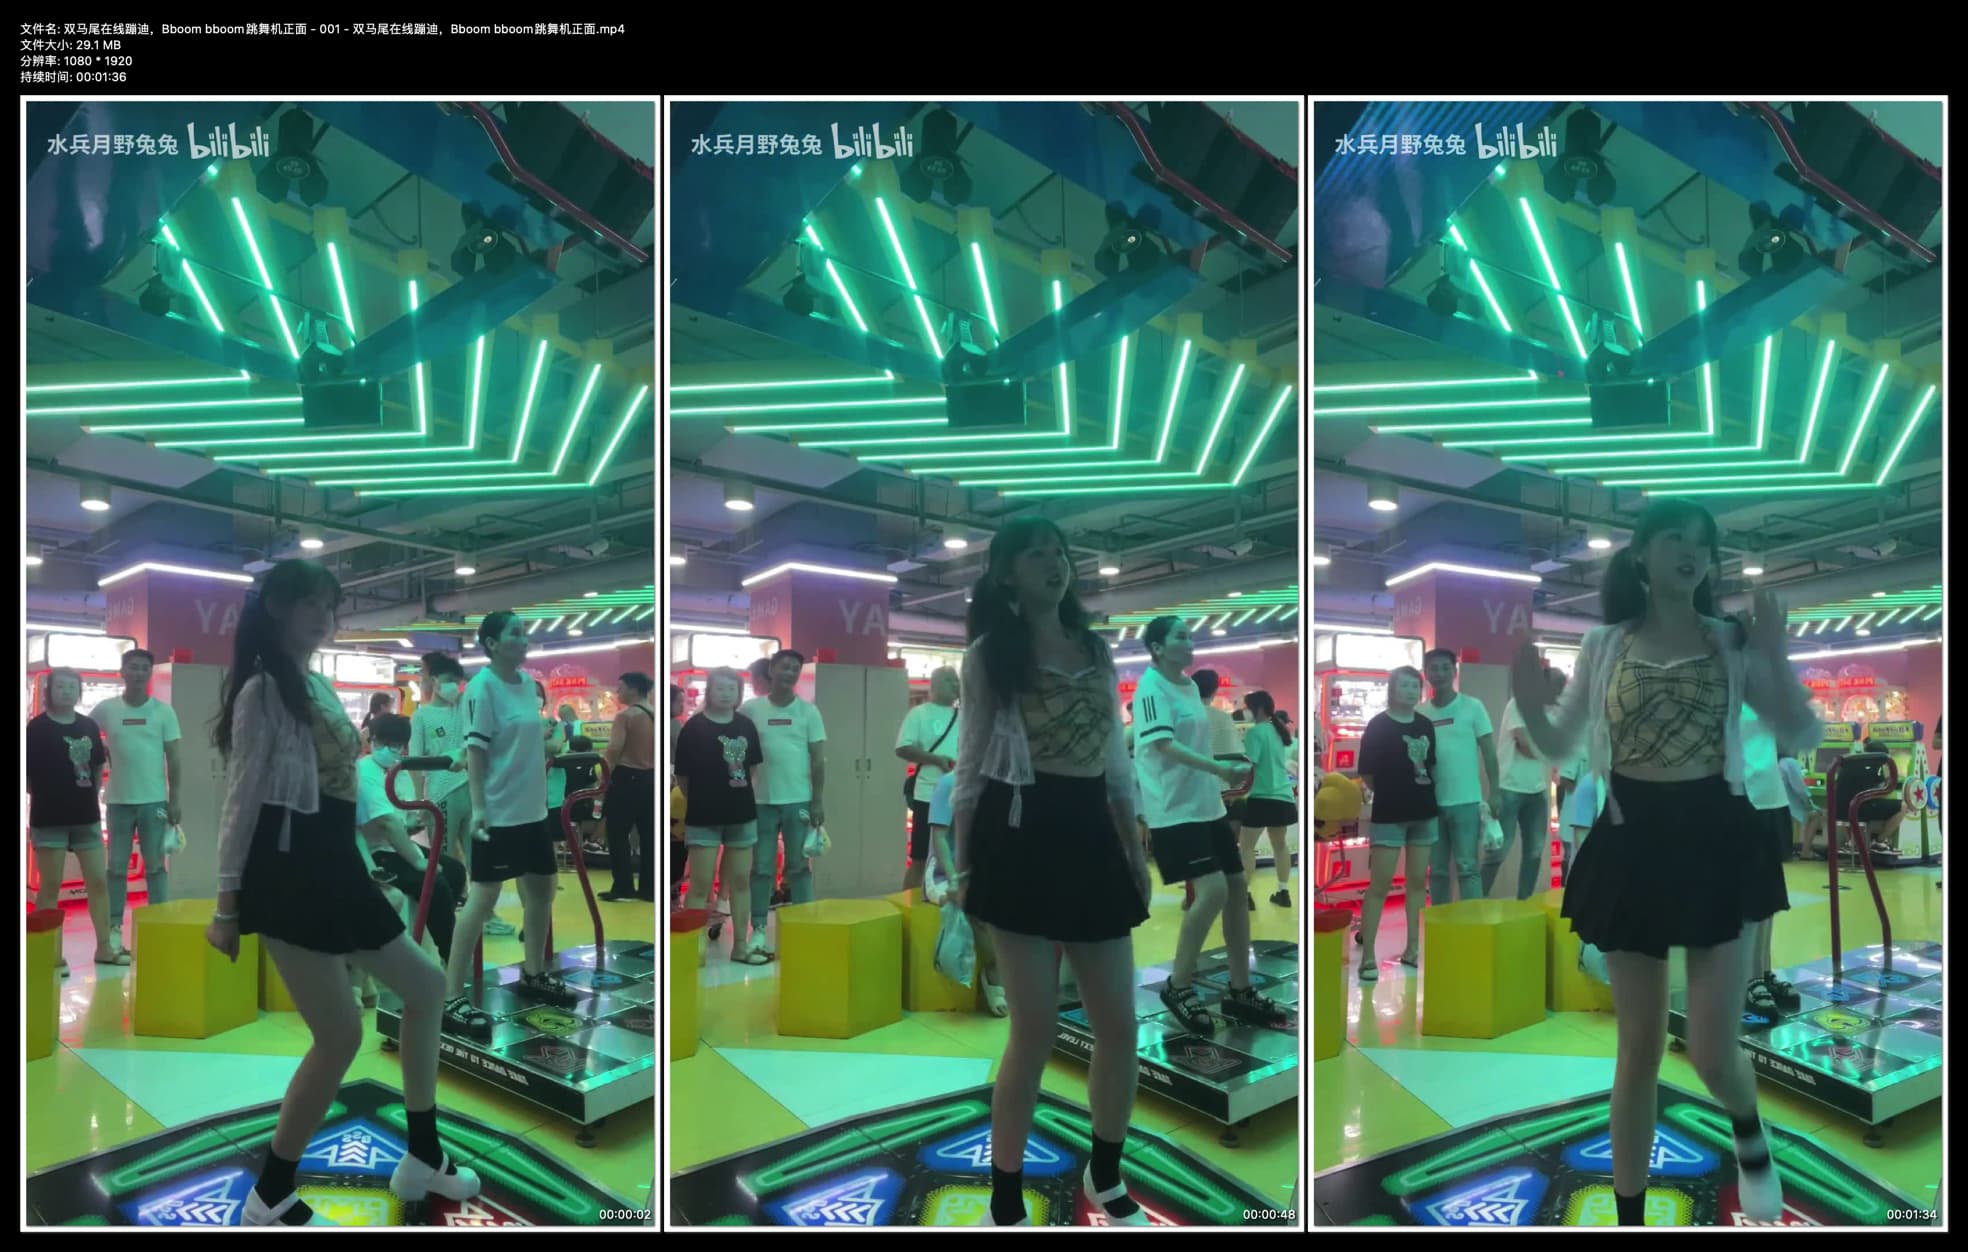 文件名: 双马尾在线蹦迪，Bboom bboom跳舞机正面 - 001 - 双马尾在线蹦迪，Bboom bboom跳舞机正面.mp4
文件大小: 29.1 MB
分辨率: 1080 * 1920
持续时间: 00:01:36
水兵月野兔兔 bilibili
水兵月野兔兔 bilibili
水兵月野兔兔 bilibili
YA
YA
YA
00:00:02
00:00:48
00:01:34